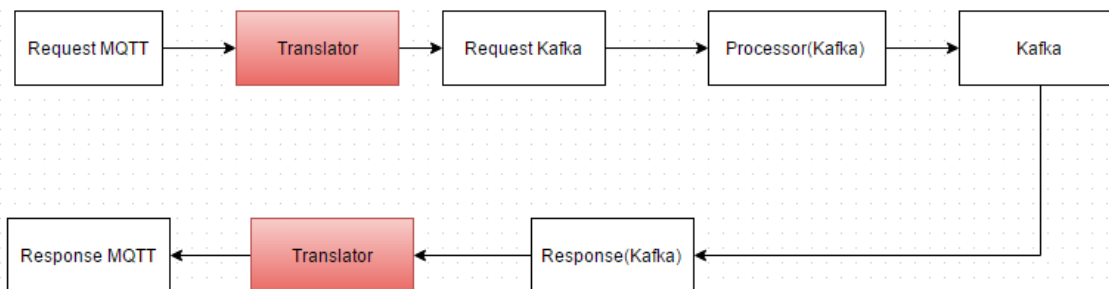 Request MQTT
Translator
Request Kafka
Processor(Kafka)
Kafka
Response MQTT
Translator
Response(Kafka)